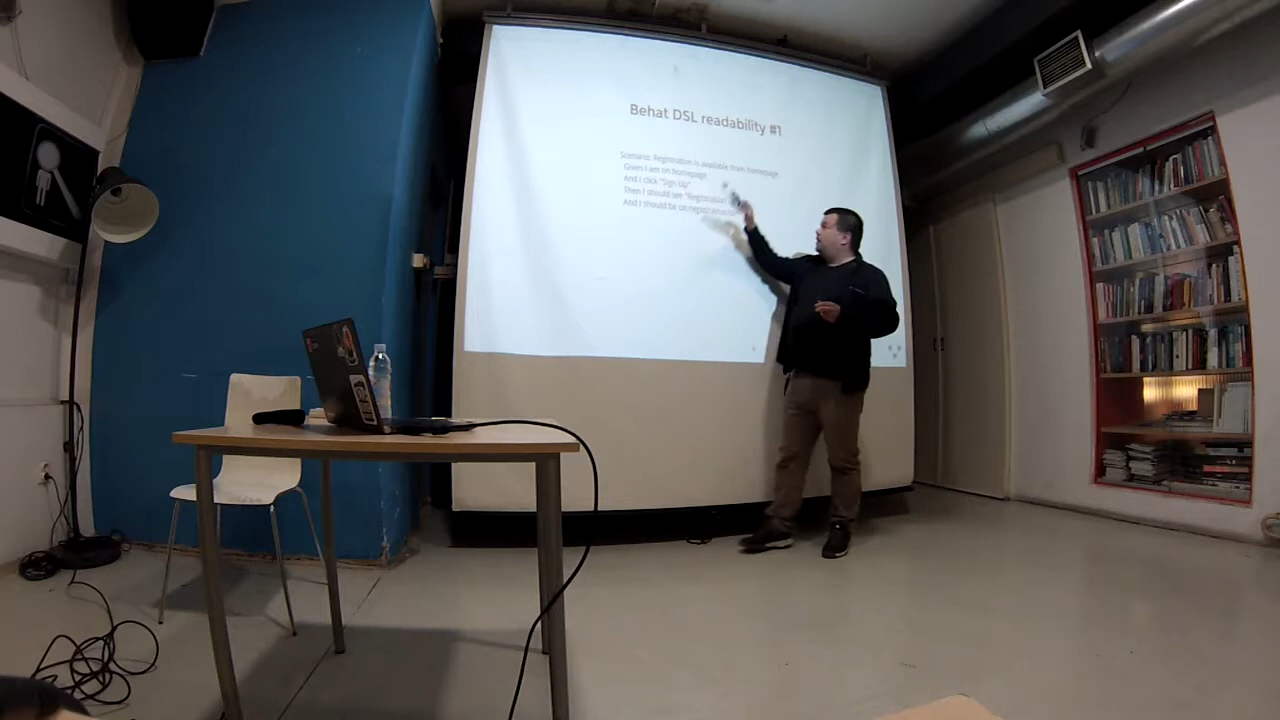 Behat DSL readability #1
Scenario: Registration is available from homepage
Given I am on homepage
And I click "Sign Up"
Then I should see "Registration
And I should be on registration